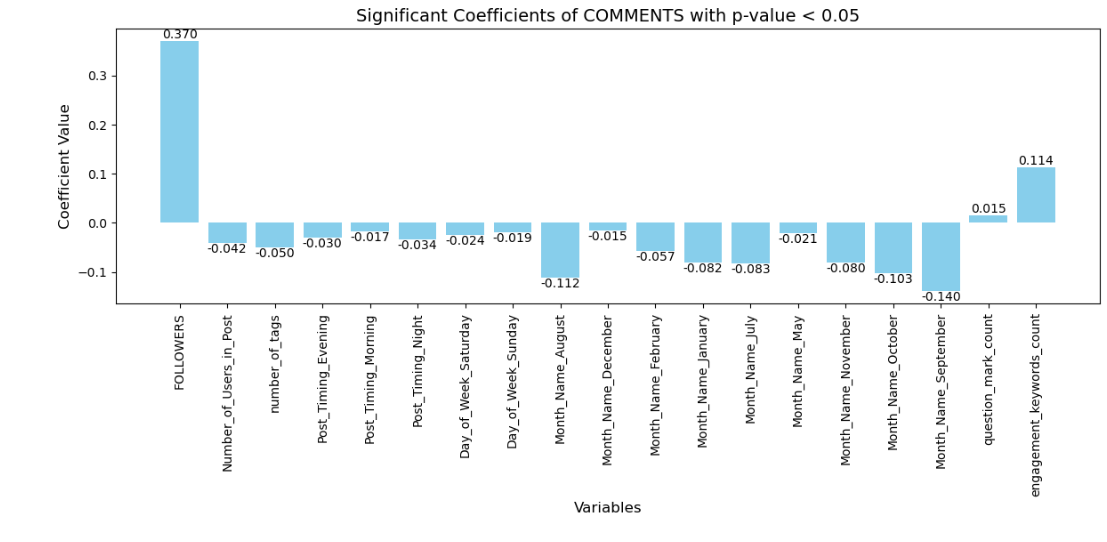 Significant Coefficients of COMMENTS with p-value < 0.05
Coefficient Value
0.3
0.2
0.1
0.0
−0.1
0.370
-0.042
-0.050
-0.030
-0.017
-0.034
-0.024
-0.019
-0.112
-0.015
-0.057
-0.082
-0.083
-0.021
-0.080
-0.103
-0.140
0.015
0.114
FOLLOWERS
Number_of_Users_in_Post
number_of_tags
Post_Timing_Evening
Post_Timing_Morning
Post_Timing_Night
Day_of_Week_Saturday
Day_of_Week_Sunday
Month_Name_August
Month_Name_December
Month_Name_February
Month_Name_January
Month_Name_July
Month_Name_May
Month_Name_November
Month_Name_October
Month_Name_September
question_mark_count
engagement_keywords_count
Variables